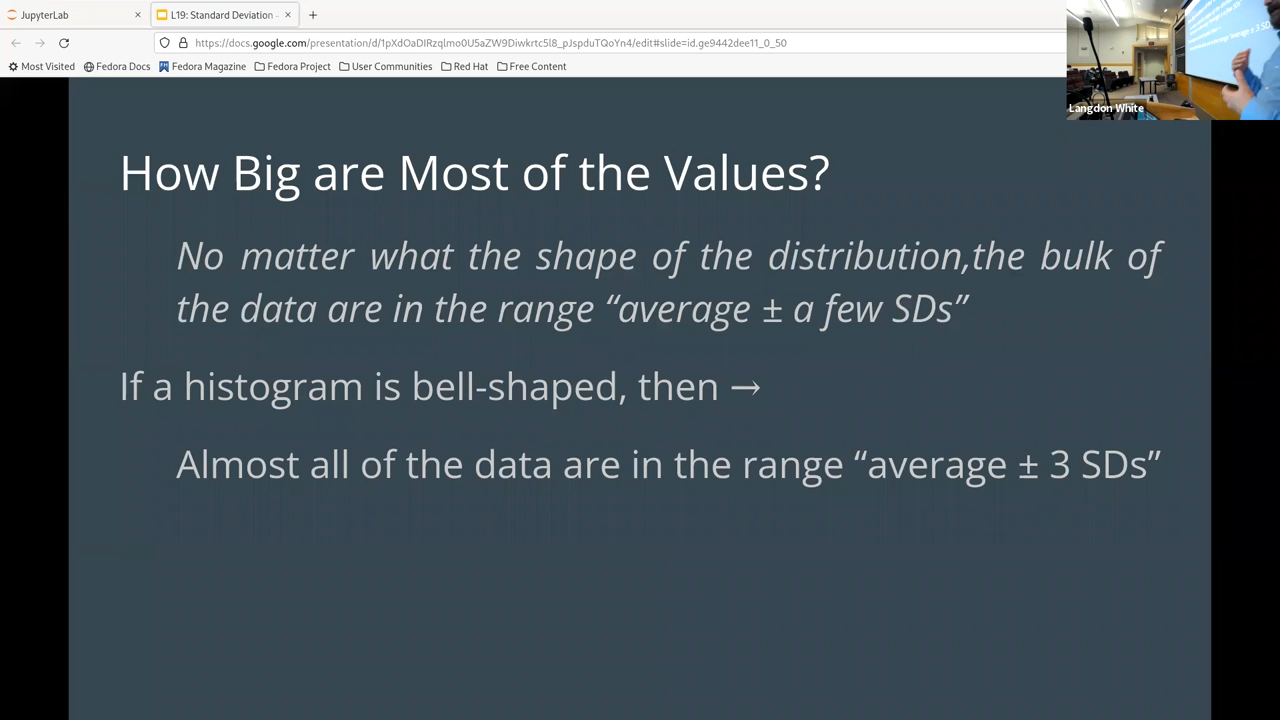 JupyterLab
L19: Standard Deviation -
https://docs.google.com/presentation/d/1pXdOaDIRzqlmo0U5aZW9Diwkrtc5l8_pJspduTQoYn4/edit#slide=id.ge9442dee11_0_50
Most Visited Fedora Docs Fedora Magazine Fedora Project User Communities Red Hat Free Content
Langdon White
How Big are Most of the Values?
No matter what the shape of the distribution,the bulk of
the data are in the range “average ± a few SDs”
If a histogram is bell-shaped, then →
Almost all of the data are in the range “average ± 3 SDs”